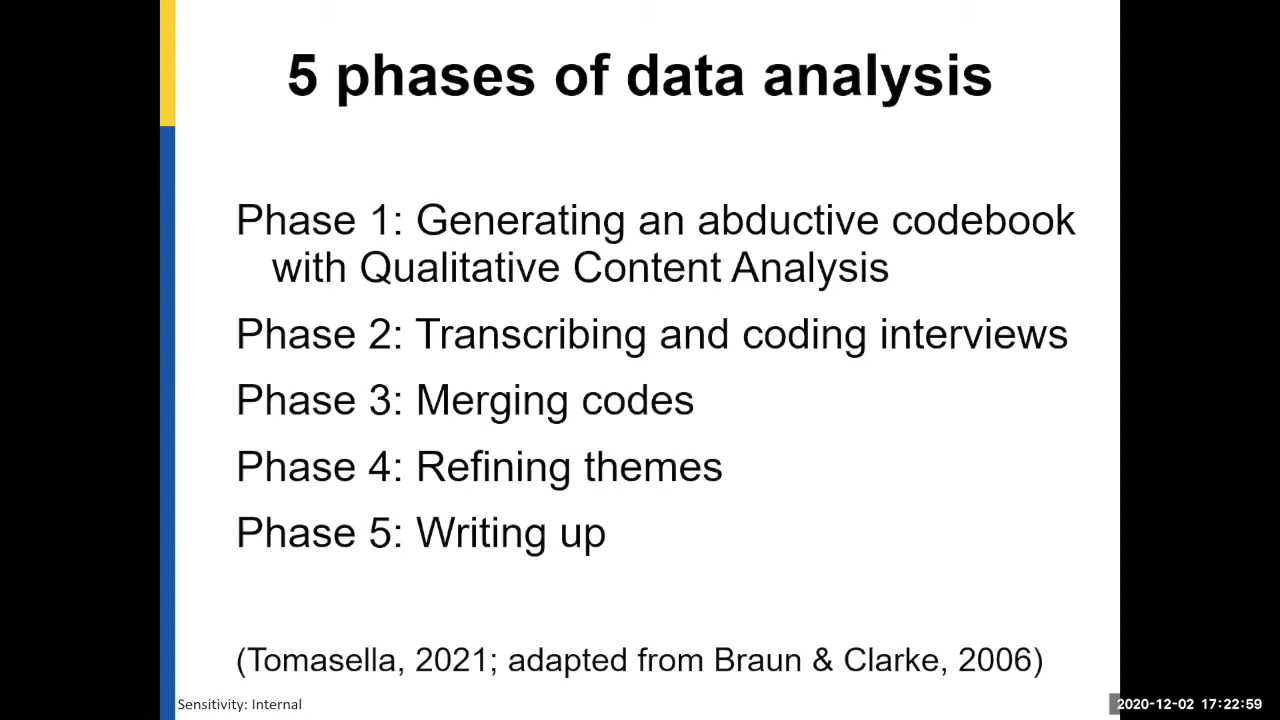 5 phases of data analysis
Phase 1: Generating an abductive codebook
with Qualitative Content Analysis
Phase 2: Transcribing and coding interviews
Phase 3: Merging codes
Phase 4: Refining themes
Phase 5: Writing up
(Tomasella, 2021; adapted from Braun & Clarke, 2006)
Sensitivity: Internal
2020-12-02 17:22:59